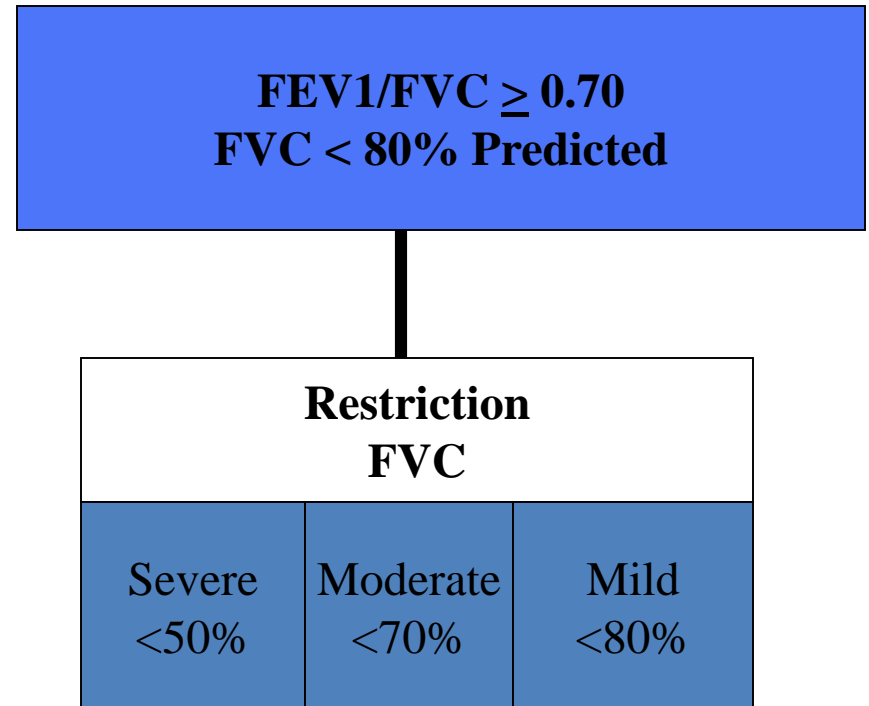 FEV1/FVC ≥ 0.70
FVC < 80% Predicted
Restriction
FVC
Severe
<50%
Moderate
<70%
Mild
<80%